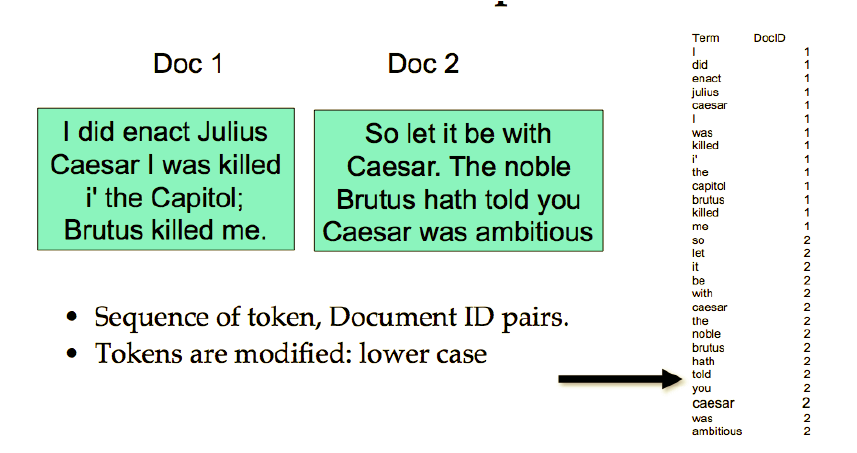 Doc 1
I did enact Julius
Caesar I was killed
i' the Capitol;
Brutus killed me.
Doc 2
So let it be with
Caesar. The noble
Brutus hath told you
Caesar was ambitious
• Sequence of token, Document ID pairs.
• Tokens are modified: lower case
Term DocID
I 1
did 1
enact 1
julius 1
caesar 1
I 1
was 1
killed 1
i' 1
the 1
capitol 1
brutus 1
killed 1
me 1
so 2
let 2
it 2
be 2
with 2
caesar 2
the 2
noble 2
brutus 2
hath 2
told 2
you 2
caesar 2
was 2
ambitious 2